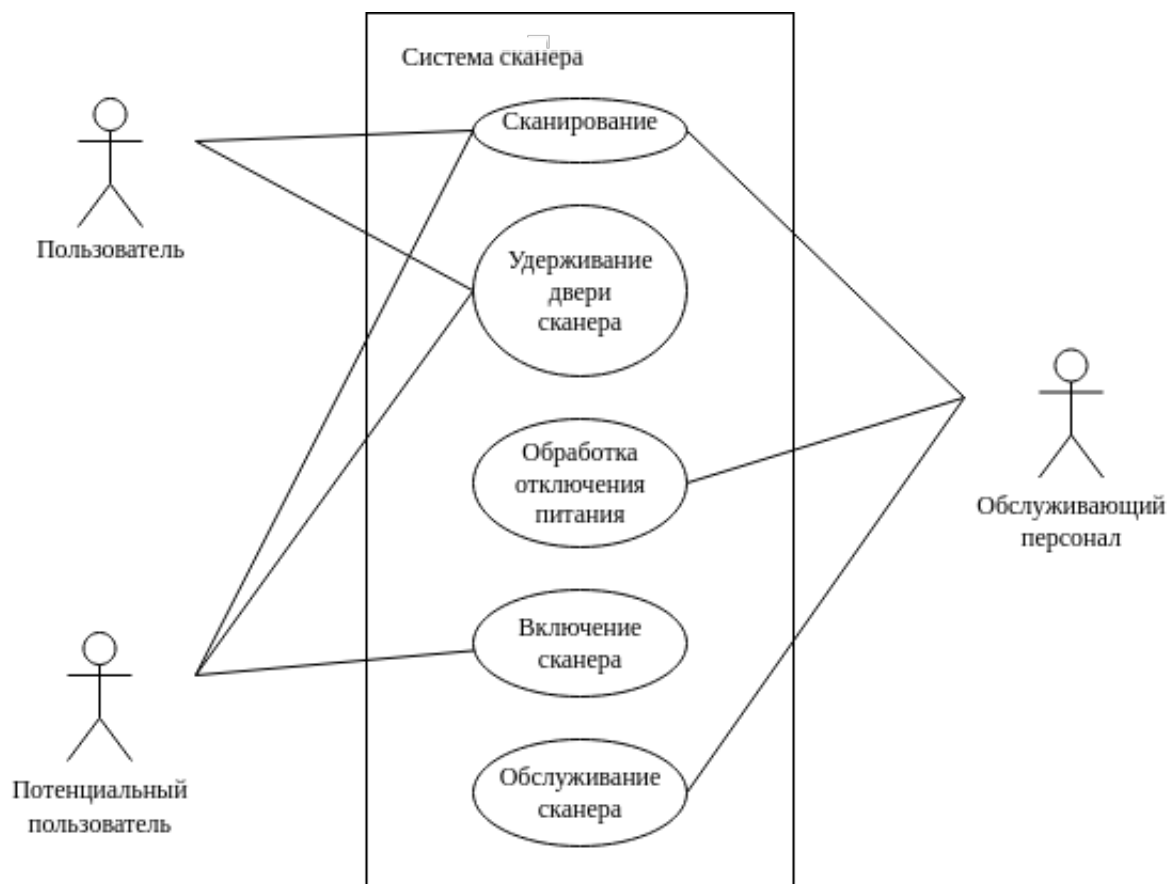 Система сканера
Сканирование
Пользователь
Удерживание
двери
сканера
Обработка
отключения
питания
Обслуживающий
персонал
Включение
сканера
Потенциальный
пользователь
Обслуживание
сканера